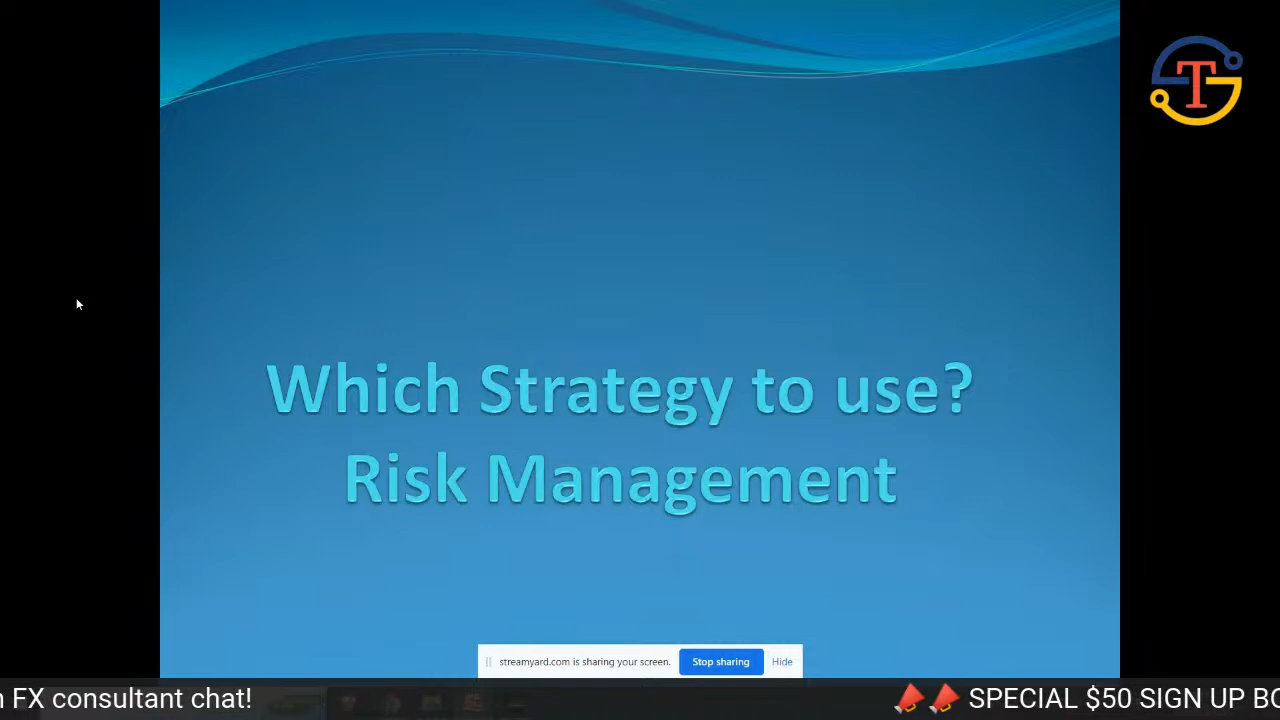 T
Which Strategy to use?
Risk Management
streamyard.com is sharing your screen. Stop sharing Hide
FX consultant chat! SPECIAL $50 SIGN UP